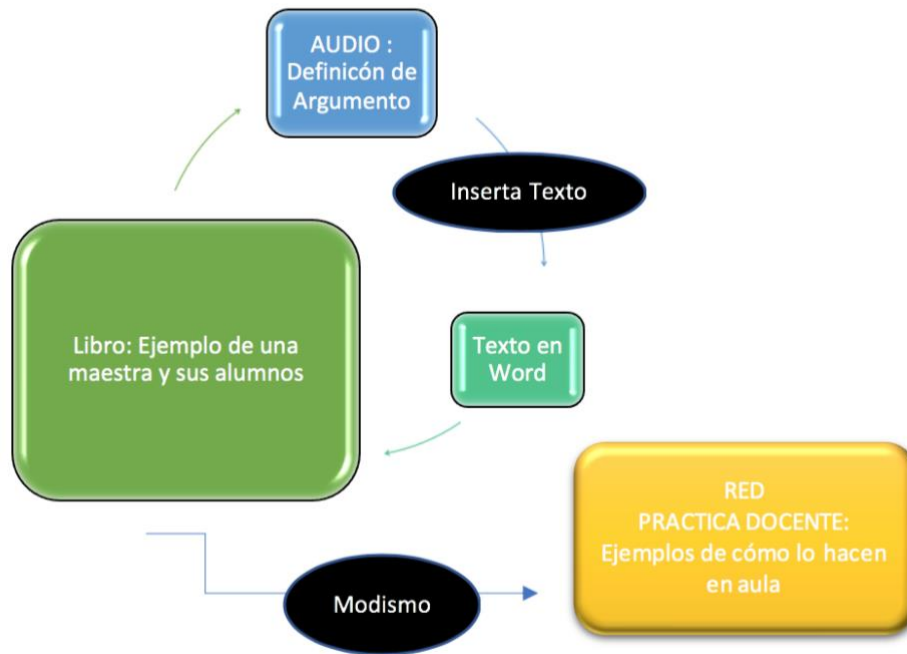 AUDIO :
Definicón de
Argumento
Inserta Texto
Libro: Ejemplo de una
maestra y sus alumnos
Texto en
Word
RED
PRACTICA DOCENTE:
Ejemplos de cómo lo hacen
en aula
Modismo